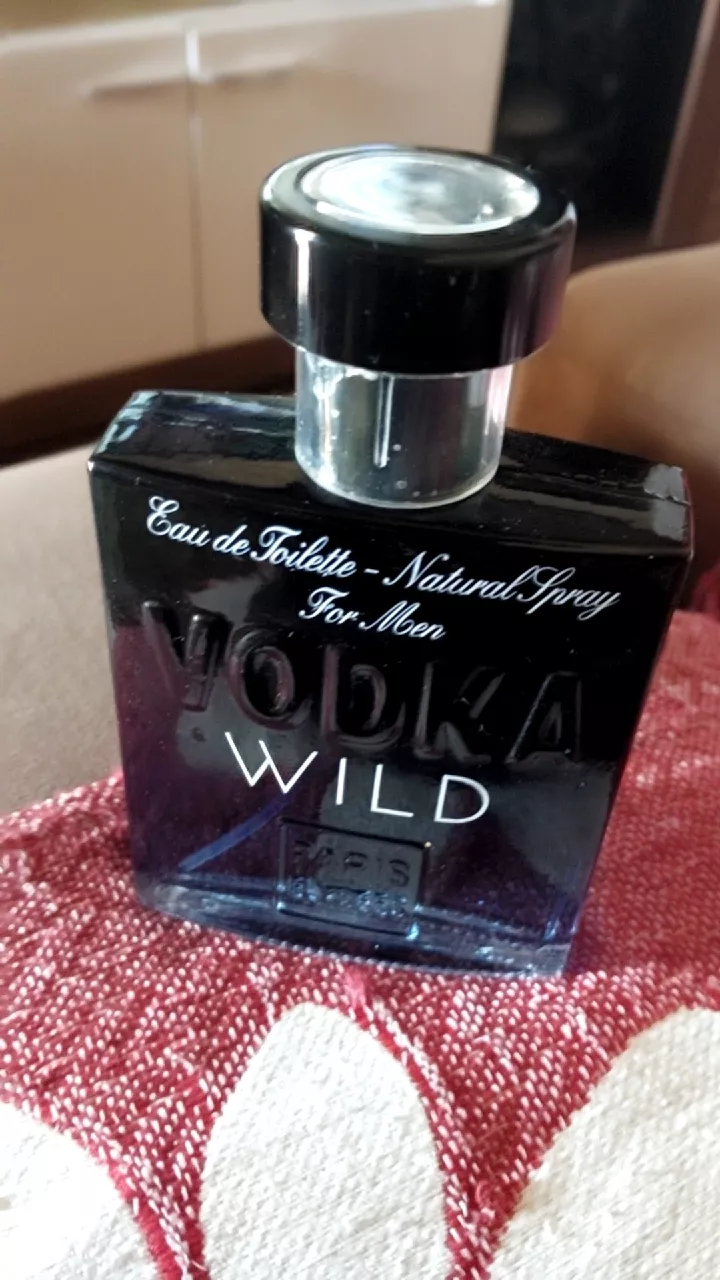 Eau de Toilette - Natural Spray
For Men
VODKA
WILD
PARIS